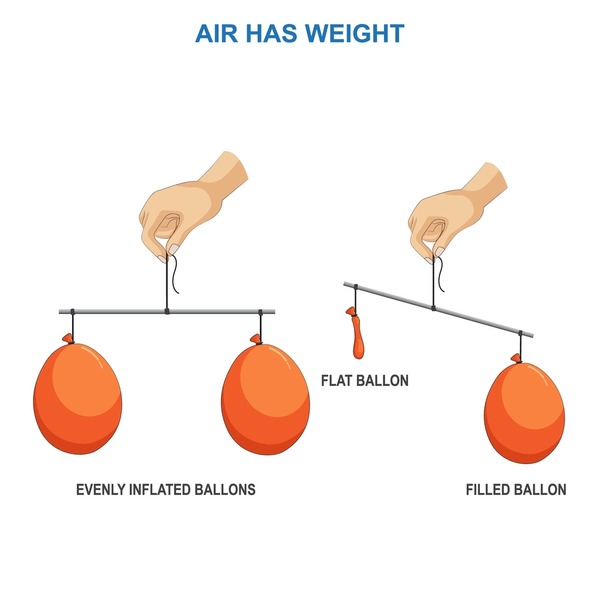 AIR HAS WEIGHT
FLAT BALLON
EVENLY INFLATED BALLONS
FILLED BALLON